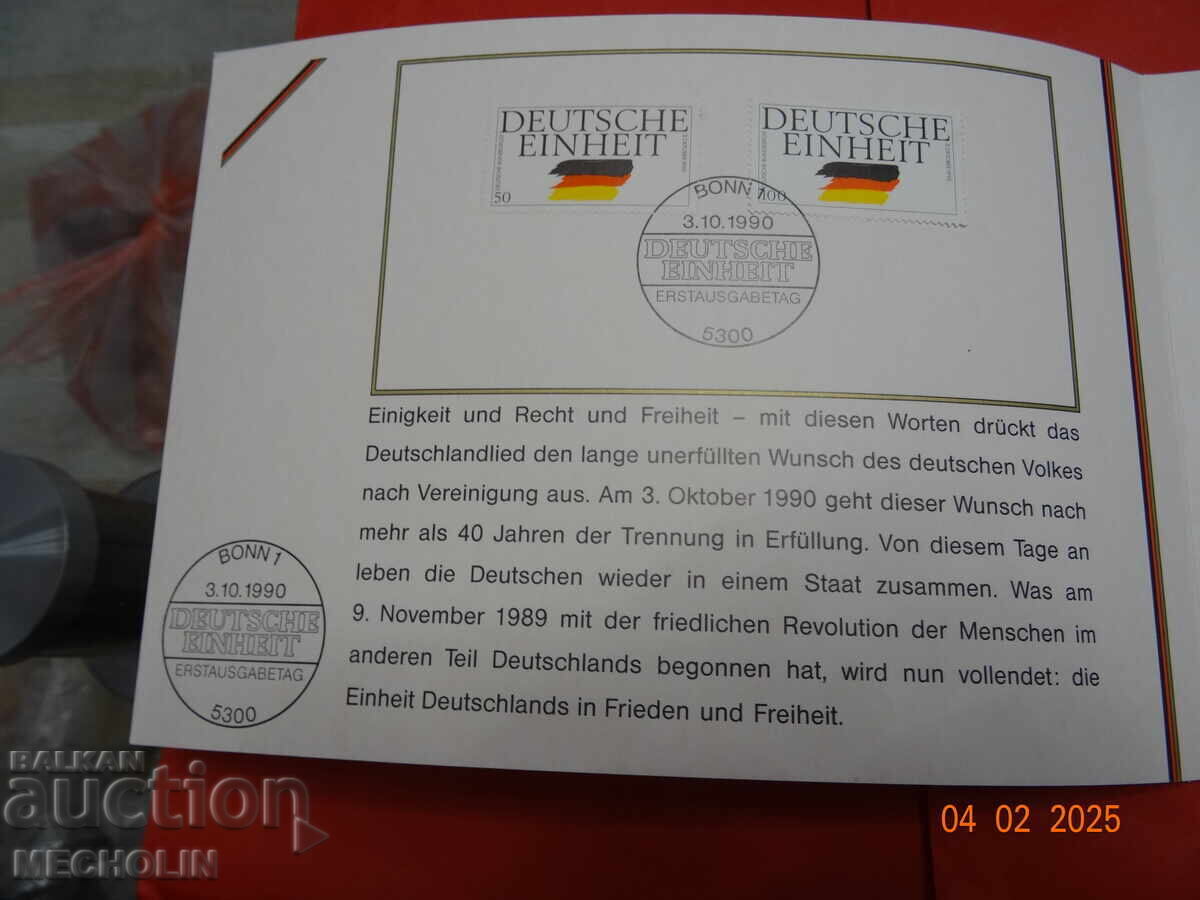 DEUTSCHE
EINHEIT
50
DEUTSCHE
EINHEIT
100
BONN 1
3.10.1990
DEUTSCHE
EINHEIT
ERSTAUSGABETAG
5300
Einigkeit und Recht und Freiheit – mit diesen Worten drückt das
Deutschlandlied den lange unerfüllten Wunsch des deutschen Volkes
nach Vereinigung aus. Am 3. Oktober 1990 geht dieser Wunsch nach
mehr als 40 Jahren der Trennung in Erfüllung. Von diesem Tage an
leben die Deutschen wieder in einem Staat zusammen. Was am
9. November 1989 mit der friedlichen Revolution der Menschen im
anderen Teil Deutschlands begonnen hat, wird nun vollendet: die
Einheit Deutschlands in Frieden und Freiheit.
BONN 1
3.10.1990
DEUTSCHE
EINHEIT
ERSTAUSGABETAG
5300
BALKAN
auction
MECHOLIN
04 02 2025